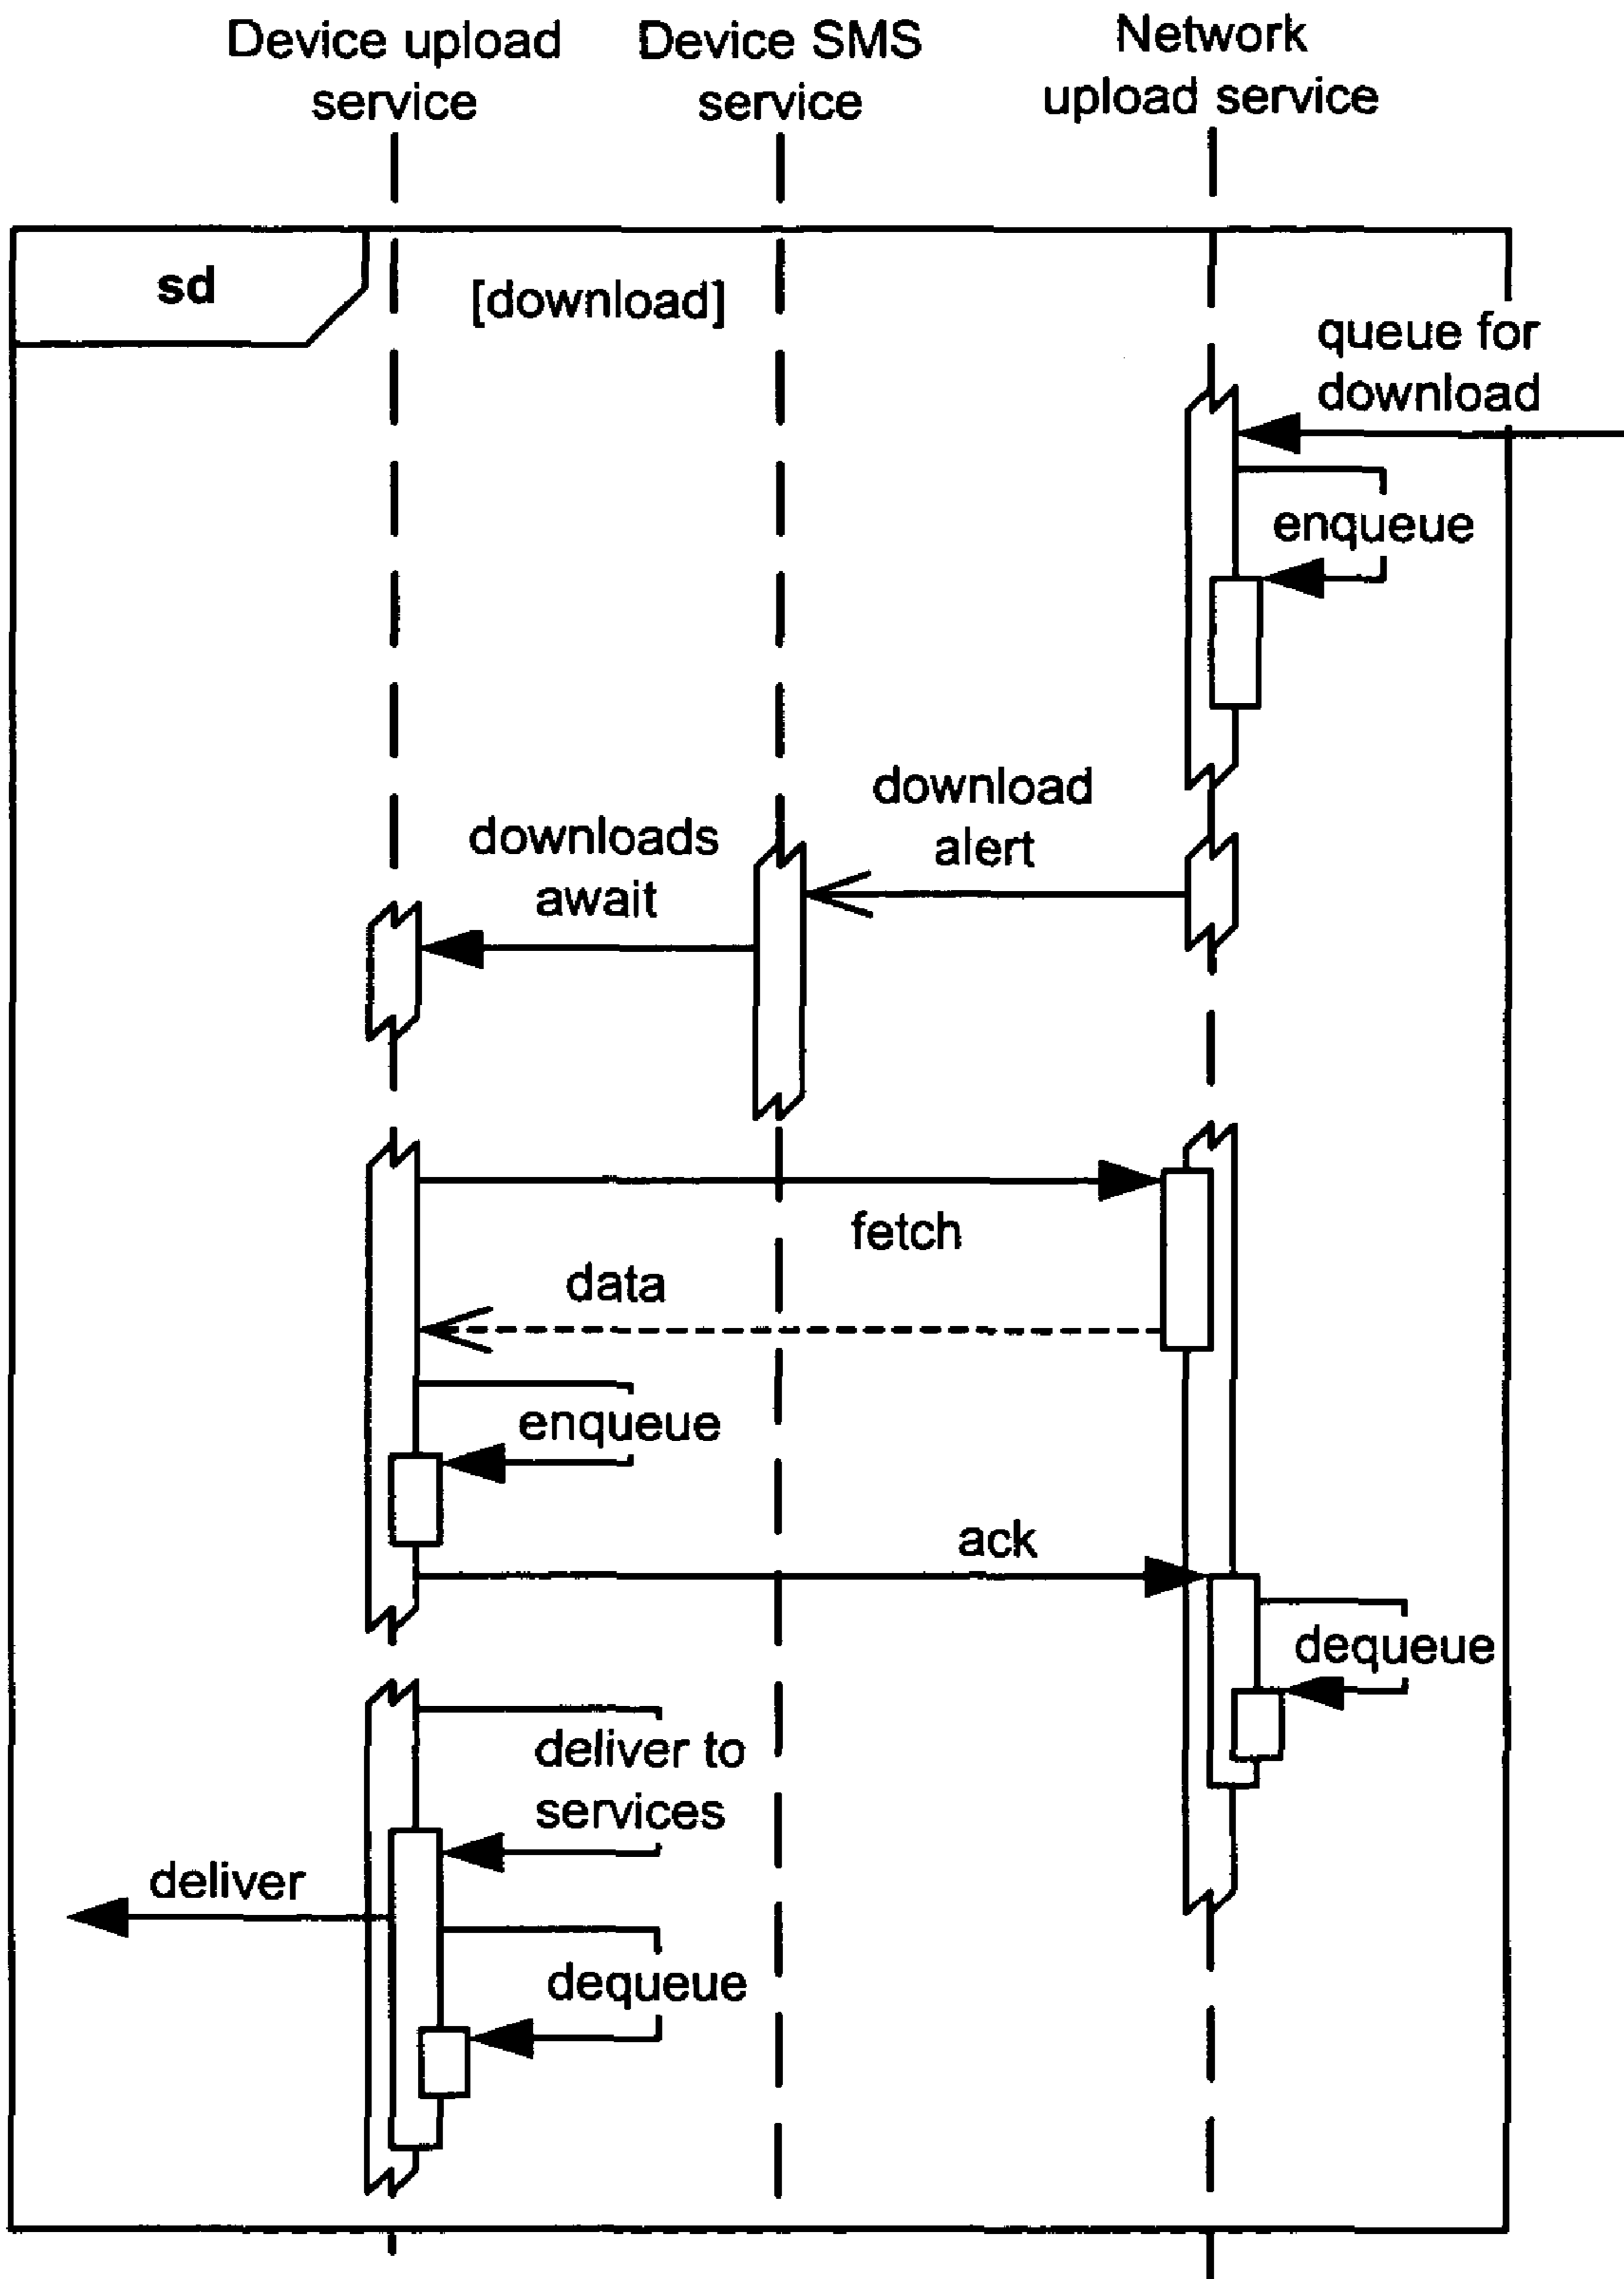 Device upload
service
Device SMS
service
Network
upload service
sd
[download]
queue for
download
enqueue
download
alert
downloads
await
fetch
data
enqueue
ack
dequeue
deliver to
services
deliver
dequeue